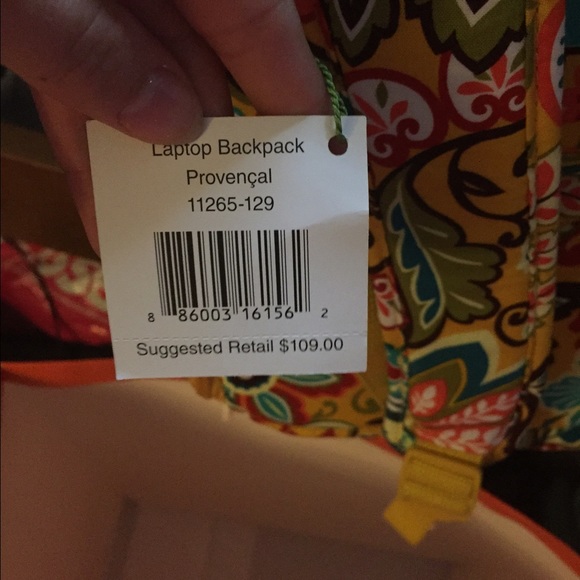 Laptop Backpack
Provençal
11265-129
8 86003 16156 2
Suggested Retail $109.00